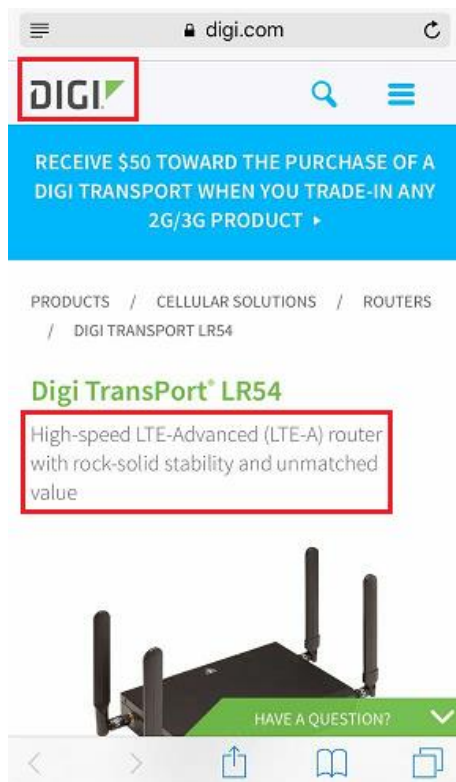 digi.com
DIGI
RECEIVE $50 TOWARD THE PURCHASE OF A
DIGI TRANSPORT WHEN YOU TRADE-IN ANY
2G/3G PRODUCT ▸
PRODUCTS / CELLULAR SOLUTIONS / ROUTERS
/ DIGI TRANSPORT LR54
Digi TransPort® LR54
High-speed LTE-Advanced (LTE-A) router
with rock-solid stability and unmatched
value
HAVE A QUESTION?